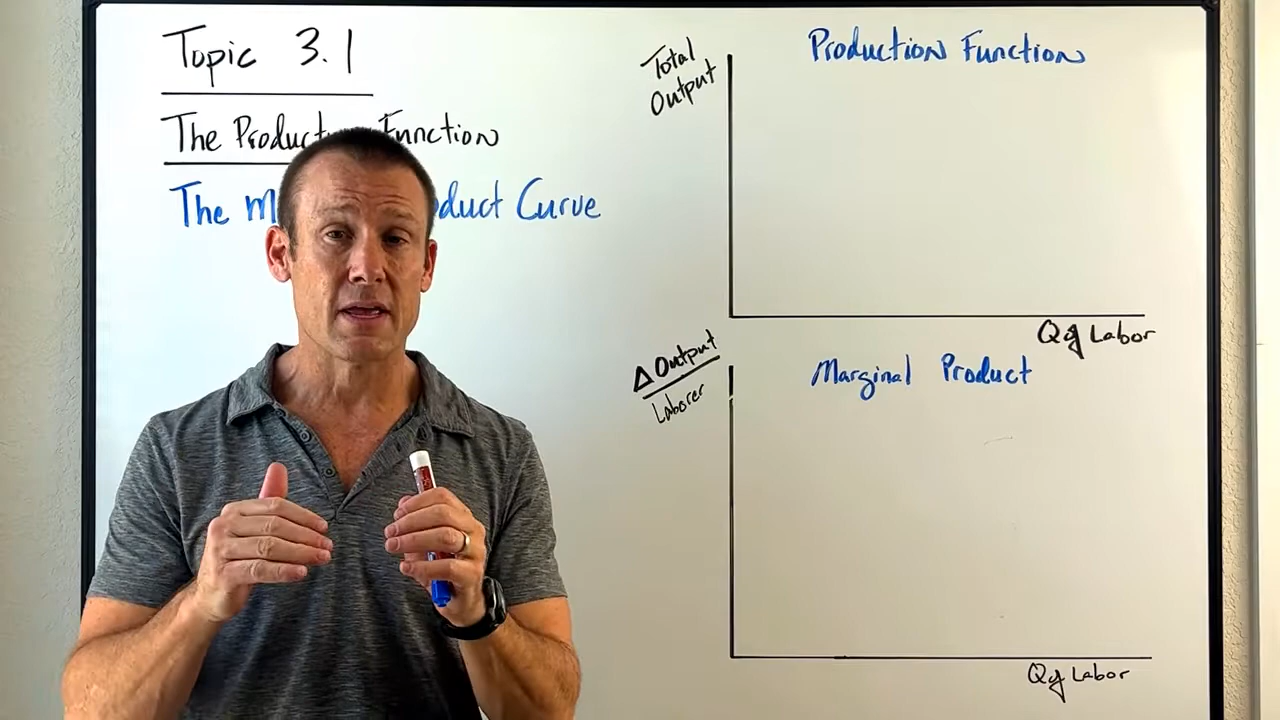 Topic 3.1
The Produc Function
The M duct Curve
Total
Output
Production Function
Q of Labor
Δ Output
Laborer
Marginal Product
Q of Labor